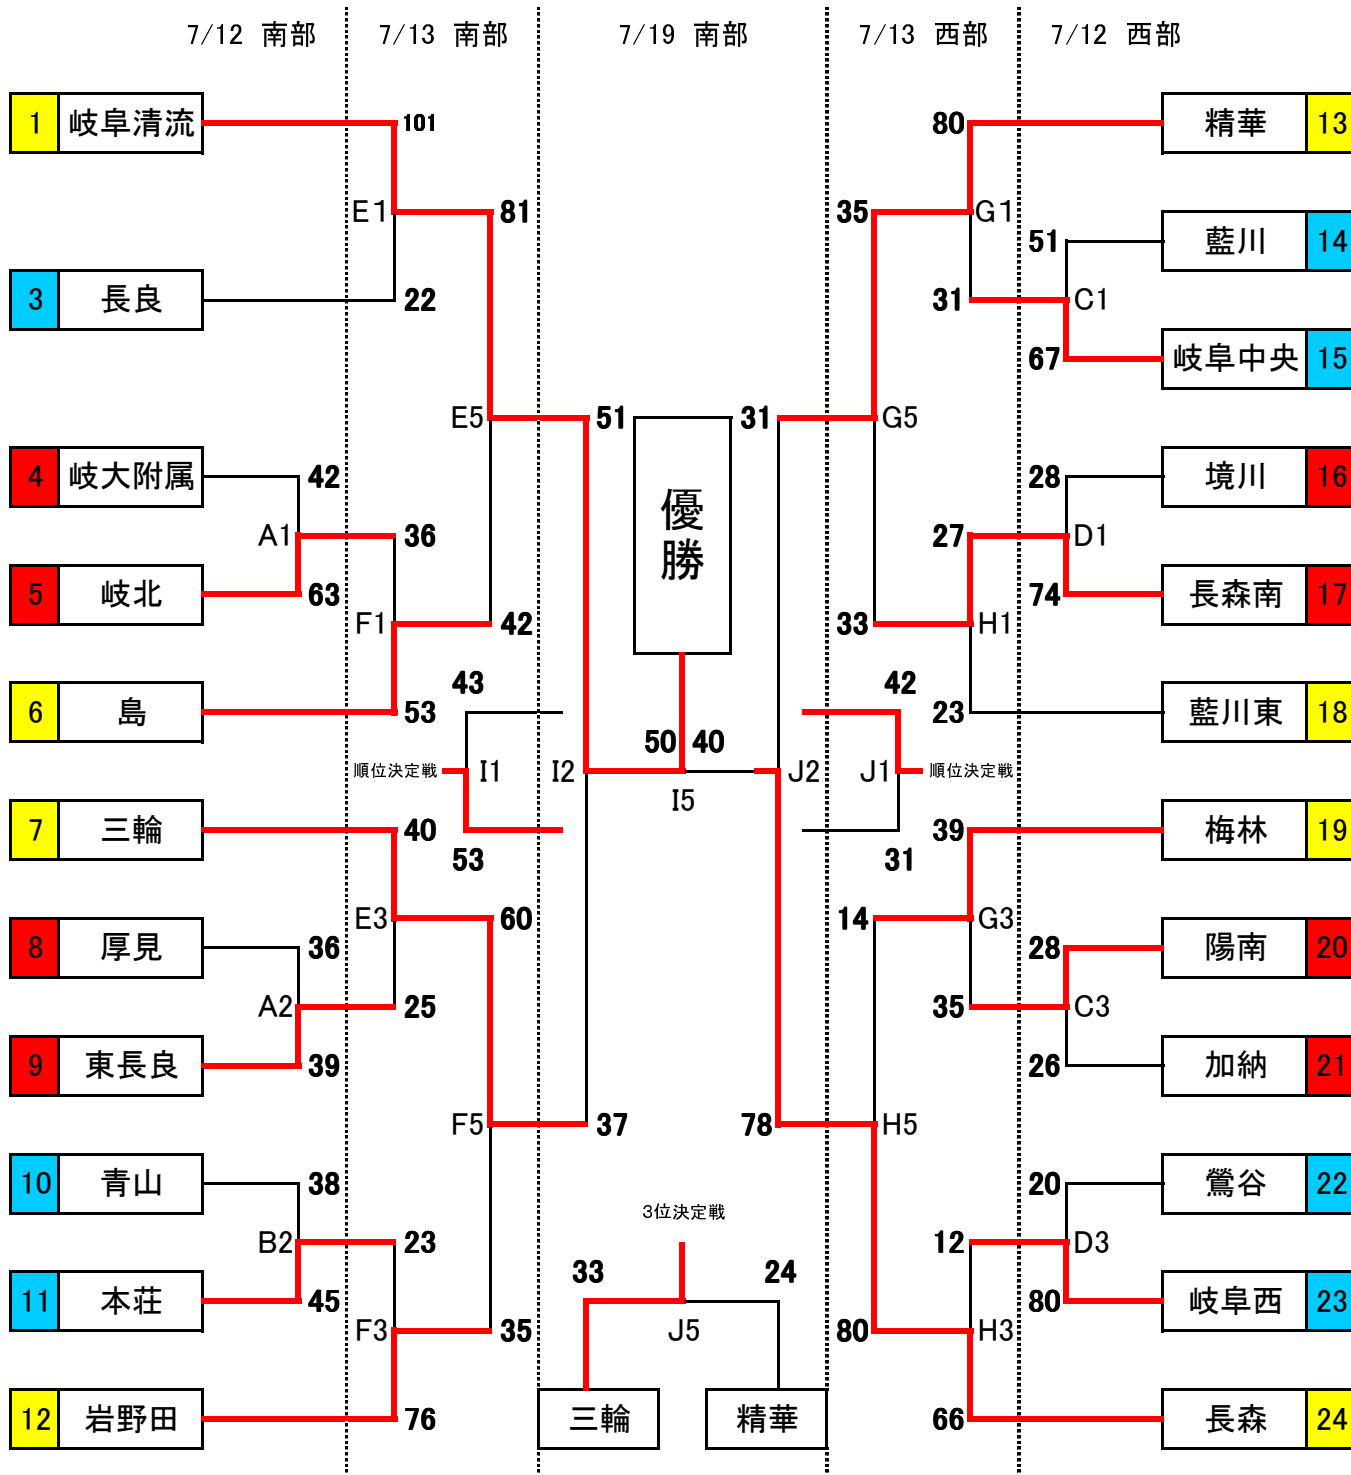 7/12 南部 7/13 南部 7/19 南部 7/13 西部 7/12 西部
1 岐阜清流 101 80 精華 13
E1 81 35 G1 51 藍川 14
3 長良 22 31 C1
67 岐阜中央 15
E5 51 31 G5
4 岐大附属 42 28 境川 16
優勝
A1 36 27 D1
5 岐北 63 74 長森南 17
F1 42 33 H1
43 42
6 島 53 23 藍川東 18
50 40
順位決定戦 I1 I2 J2 J1 順位決定戦
I5
7 三輪 40 39 梅林 19
53 31
E3 60 14 G3
8 厚見 36 28 陽南 20
A2 25 35 C3
9 東長良 39 26 加納 21
F5 37 78 H5
10 青山 38 20 鶯谷 22
3位決定戦
B2 23 12 D3
33 24
11 本荘 45 80 岐阜西 23
F3 35 J5 80 H3
12 岩野田 76 三輪 精華 66 長森 24